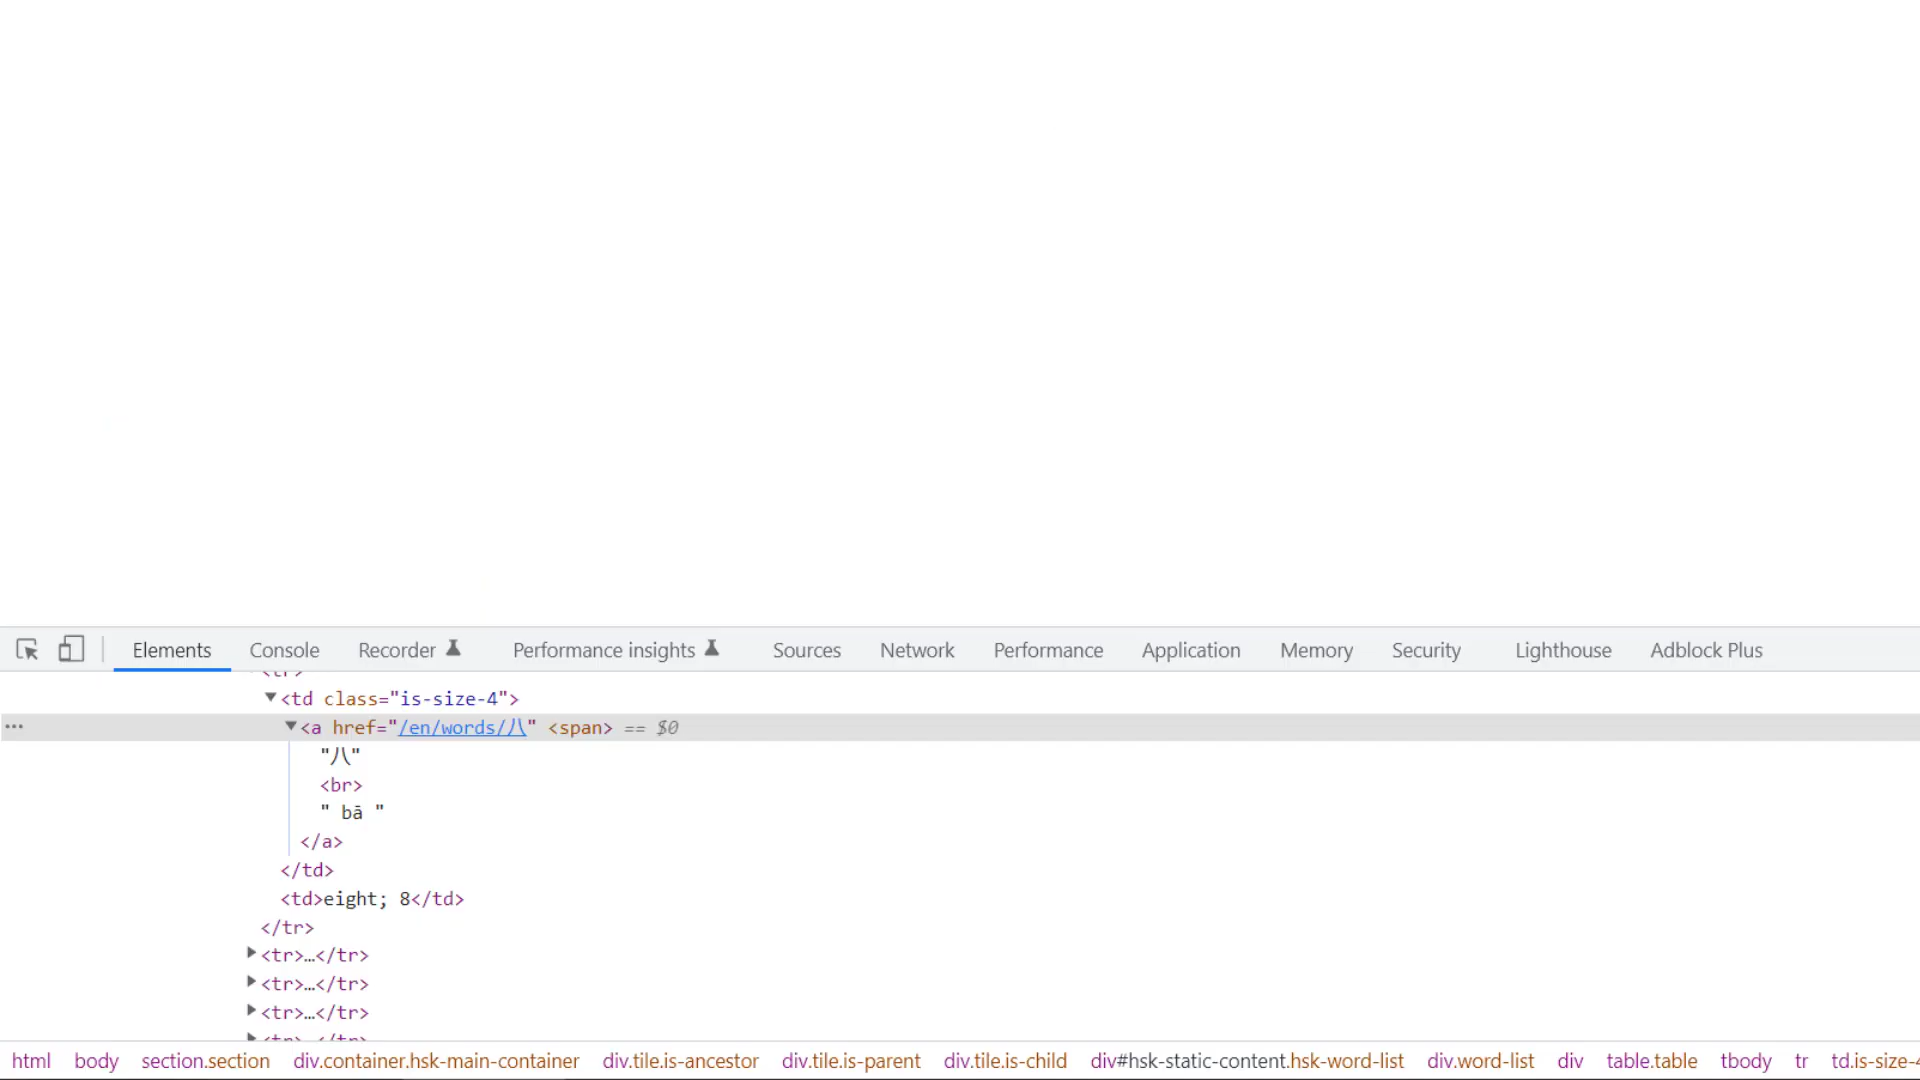 Elements Console Recorder Performance insights Sources Network Performance Application Memory Security Lighthouse Adblock Plus
<td class="is-size-4">
<a href="/en/words/八" <span> == $0
"八"
<br>
" bā "
</a>
</td>
<td>eight; 8</td>
</tr>
<tr>…</tr>
<tr>…</tr>
<tr>…</tr>
html body section.section div.container.hsk-main-container div.tile.is-ancestor div.tile.is-parent div.tile.is-child div#hsk-static-content.hsk-word-list div.word-list div table.table tbody tr td.is-size-4